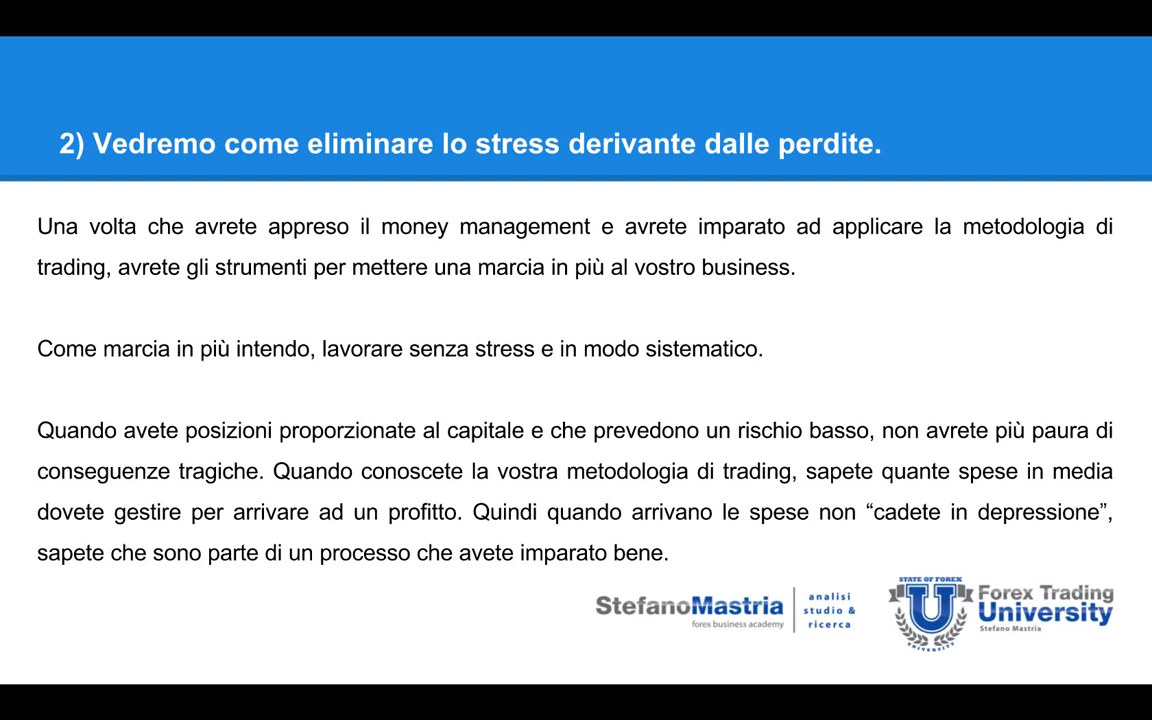 2) Vedremo come eliminare lo stress derivante dalle perdite.
Una volta che avrete appreso il money management e avrete imparato ad applicare la metodologia di
trading, avrete gli strumenti per mettere una marcia in più al vostro business.
Come marcia in più intendo, lavorare senza stress e in modo sistematico.
Quando avete posizioni proporzionate al capitale e che prevedono un rischio basso, non avrete più paura di
conseguenze tragiche. Quando conoscete la vostra metodologia di trading, sapete quante spese in media
dovete gestire per arrivare ad un profitto. Quindi quando arrivano le spese non “cadete in depressione”,
sapete che sono parte di un processo che avete imparato bene.
StefanoMastria
forex business academy
analisi
studio &
ricerca
STATE OF FOREX
U
UNIVERSITY
Forex Trading
University
Stefano Mastria